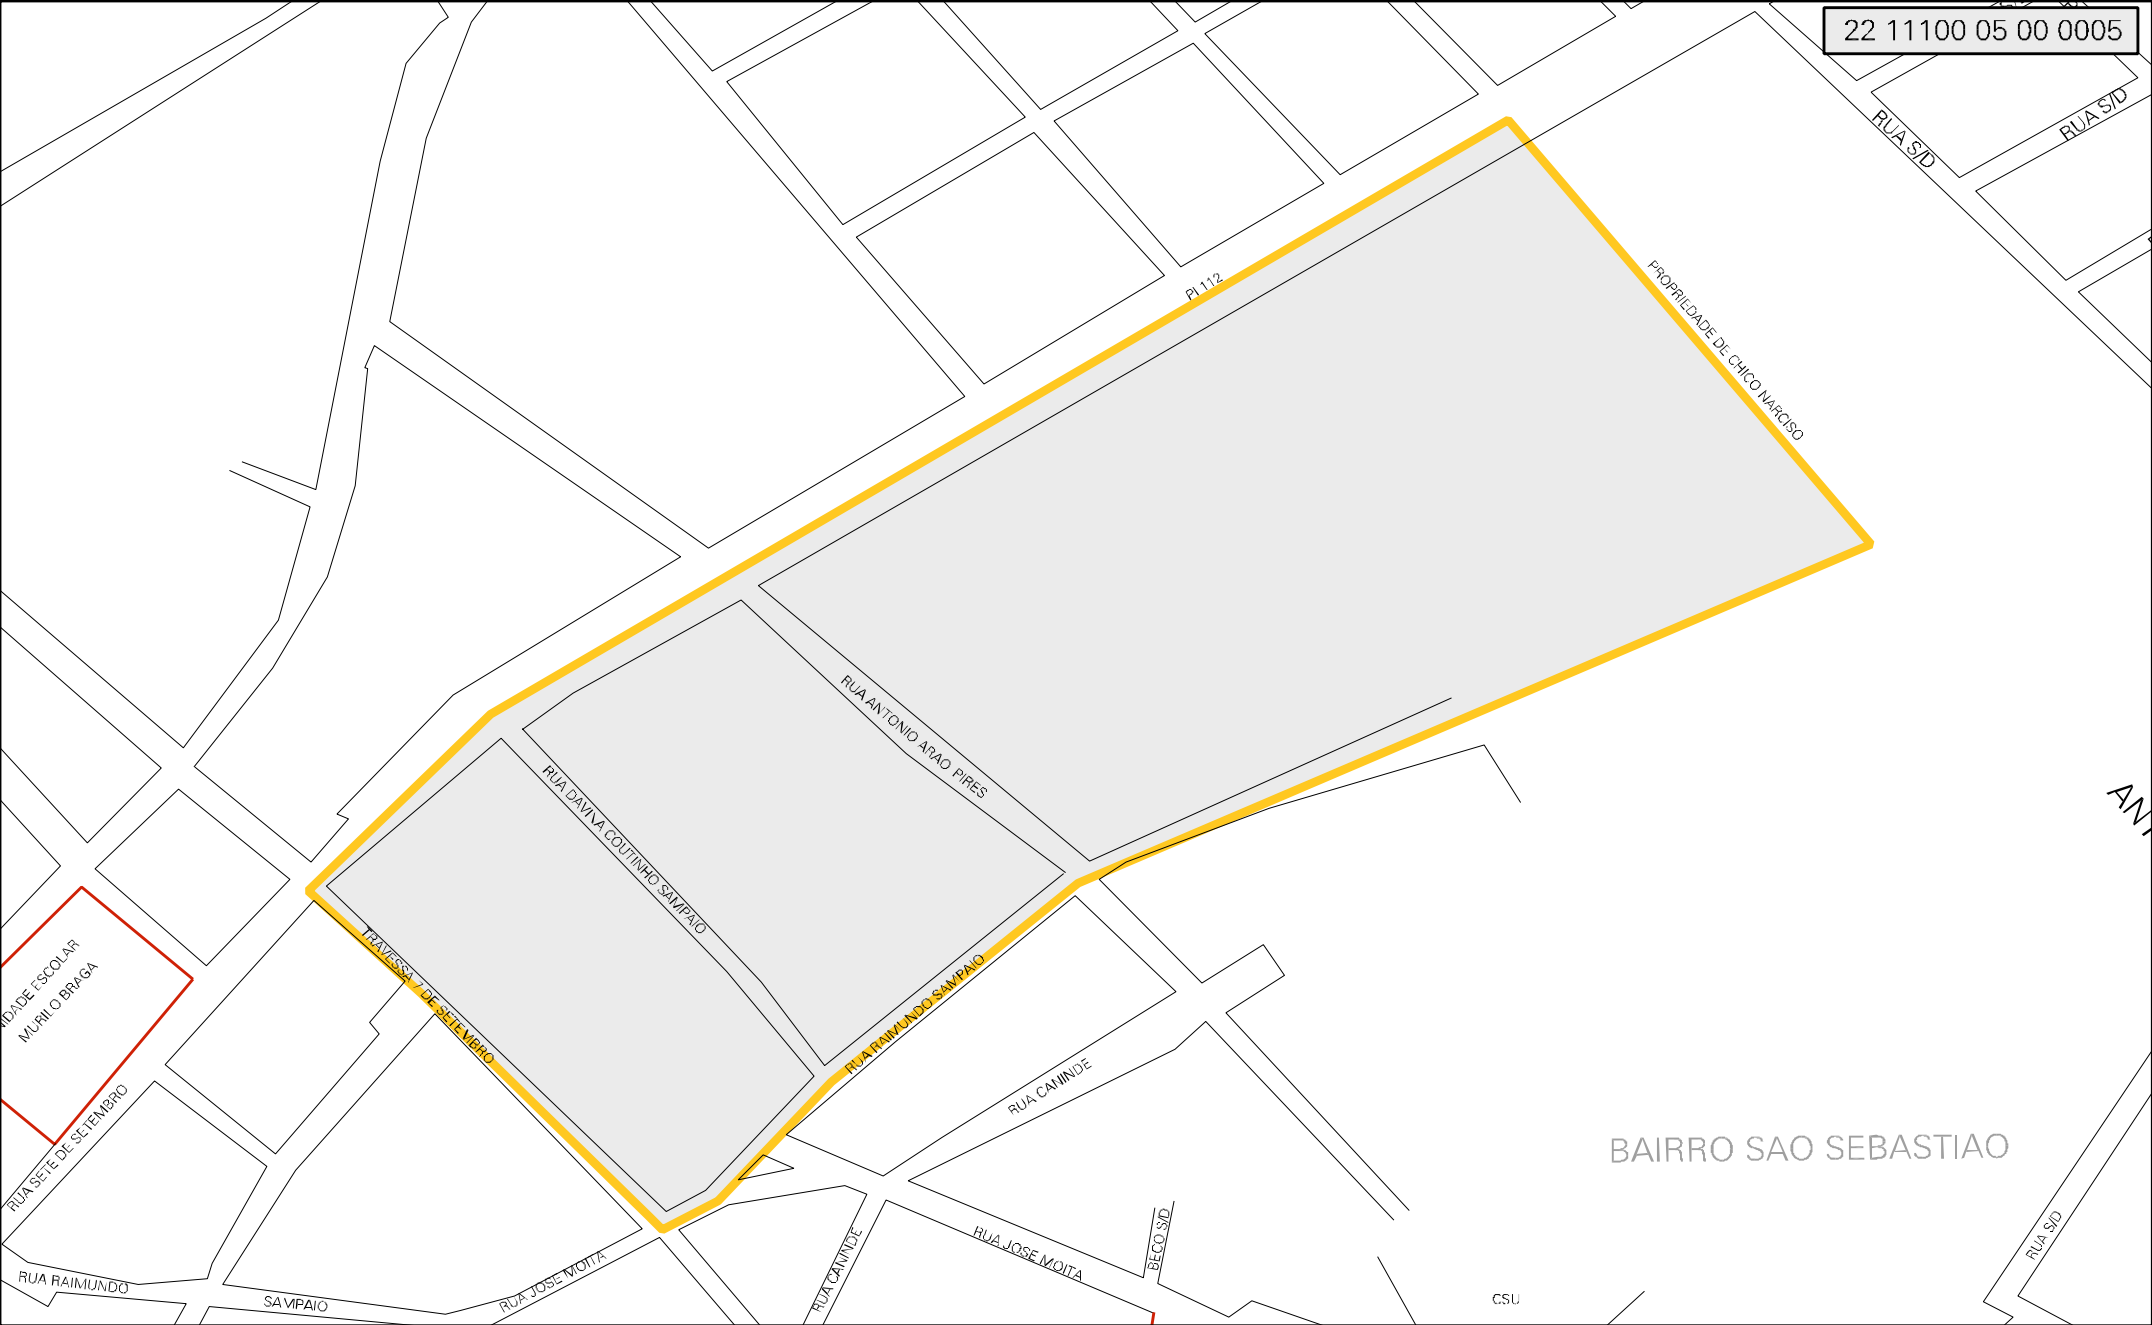 22 11100 05 00 0005
RUA S/D
RUA S/D
PI 112
PROPRIEDADE DE CHICO NARCISO
RUA ANTONIO ARAO PIRES
RUA DAVINA COUTINHO SAMPAIO
TRAVESSA 7 DE SETEMBRO
RUA RAIMUNDO SAMPAIO
ESCOLAR
MURILO BRAGA
RUA SETE DE SETEMBRO
RUA CANINDE
BAIRRO SAO SEBASTIAO
RUA RAIMUNDO
SAMPAIO
RUA JOSE MOITA
RUA CANINDE
RUA JOSE MOITA
BECO S/D
RUA S/D
CSU